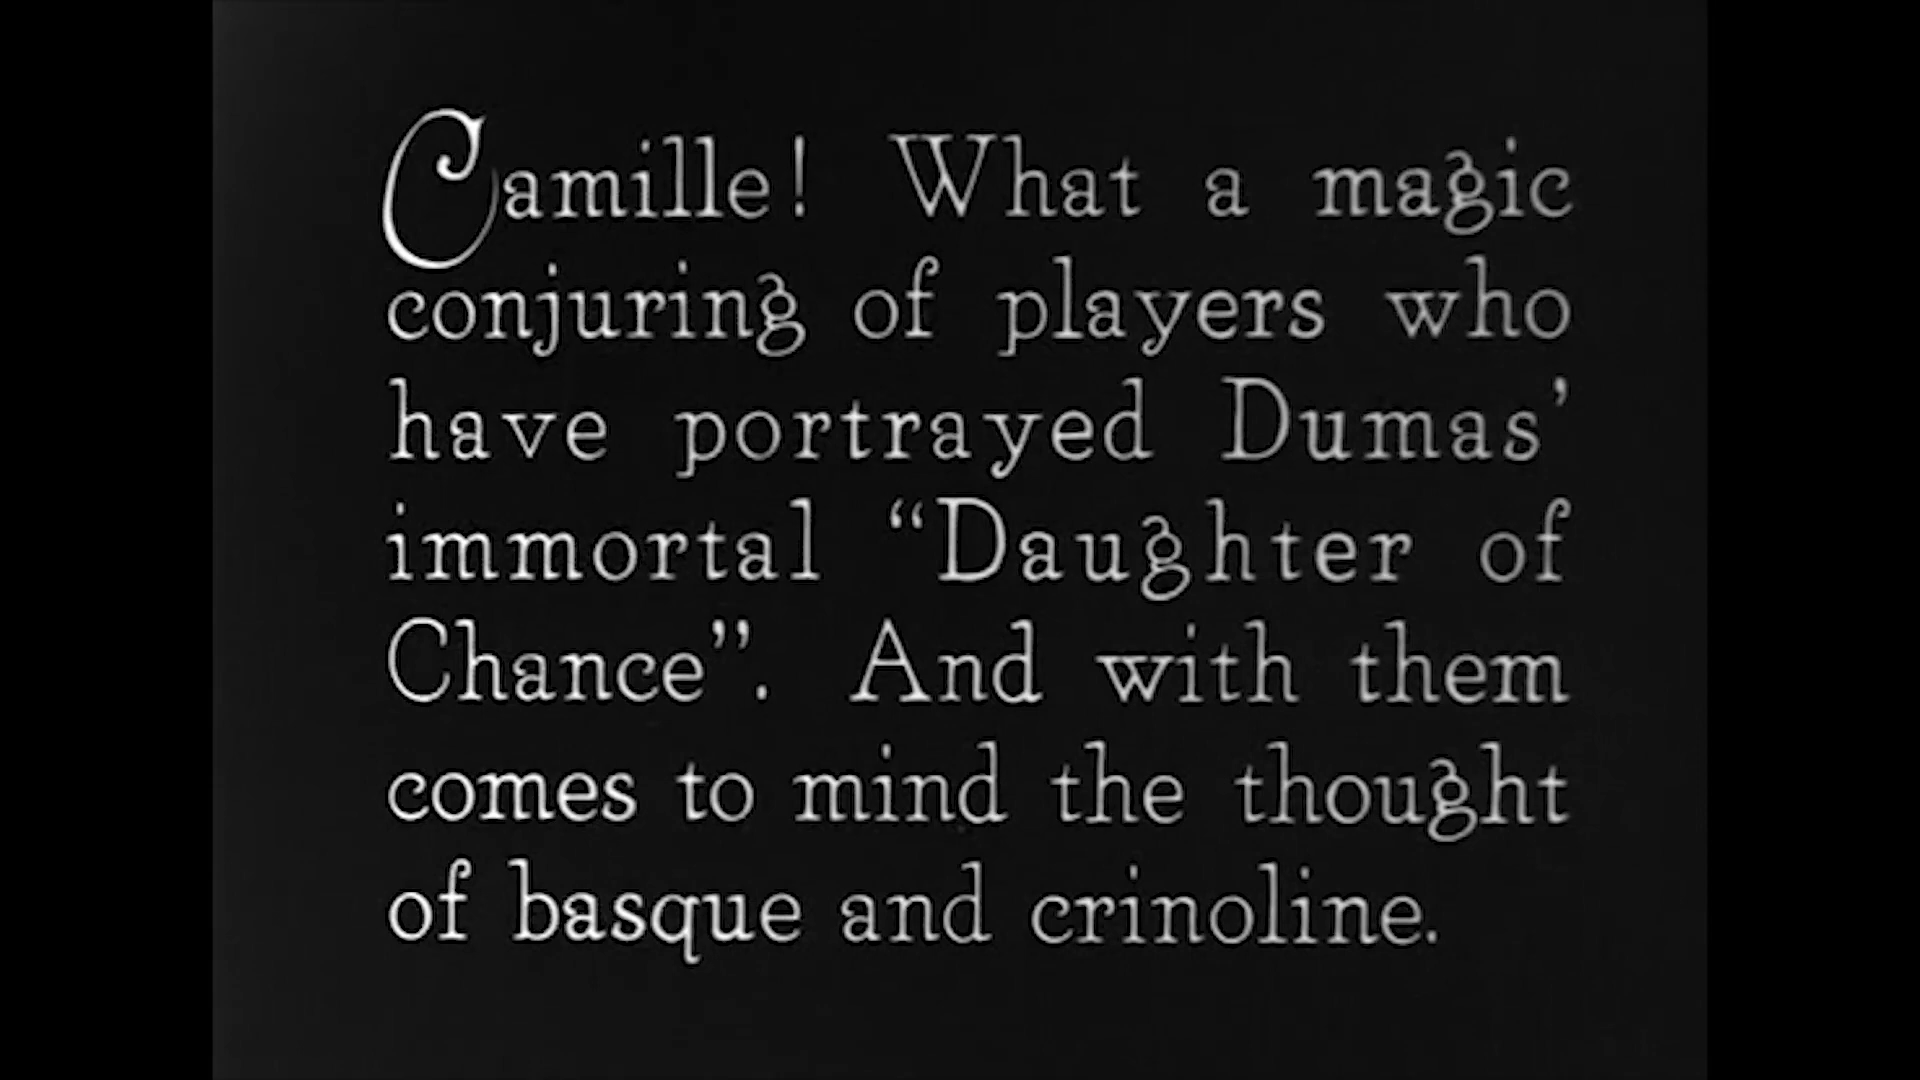 Camille! What a magic
conjuring of players who
have portrayed Dumas’
immortal “Daughter of
Chance”. And with them
comes to mind the thought
of basque and crinoline.